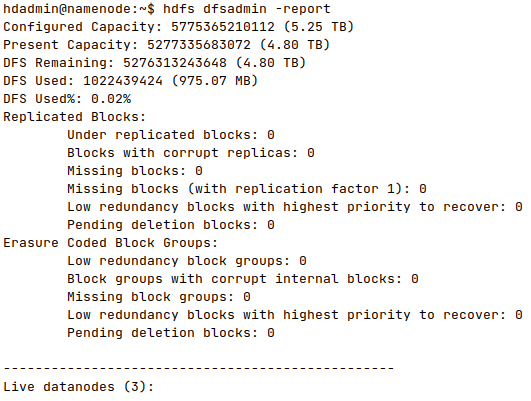 hdadmin@namenode:~$ hdfs dfsadmin -report
Configured Capacity: 5775365210112 (5.25 TB)
Present Capacity: 5277335683072 (4.80 TB)
DFS Remaining: 5276313243648 (4.80 TB)
DFS Used: 1022439424 (975.07 MB)
DFS Used%: 0.02%
Replicated Blocks:
        Under replicated blocks: 0
        Blocks with corrupt replicas: 0
        Missing blocks: 0
        Missing blocks (with replication factor 1): 0
        Low redundancy blocks with highest priority to recover: 0
        Pending deletion blocks: 0
Erasure Coded Block Groups:
        Low redundancy block groups: 0
        Block groups with corrupt internal blocks: 0
        Missing block groups: 0
        Low redundancy blocks with highest priority to recover: 0
        Pending deletion blocks: 0

-------------------------------------------------
Live datanodes (3):